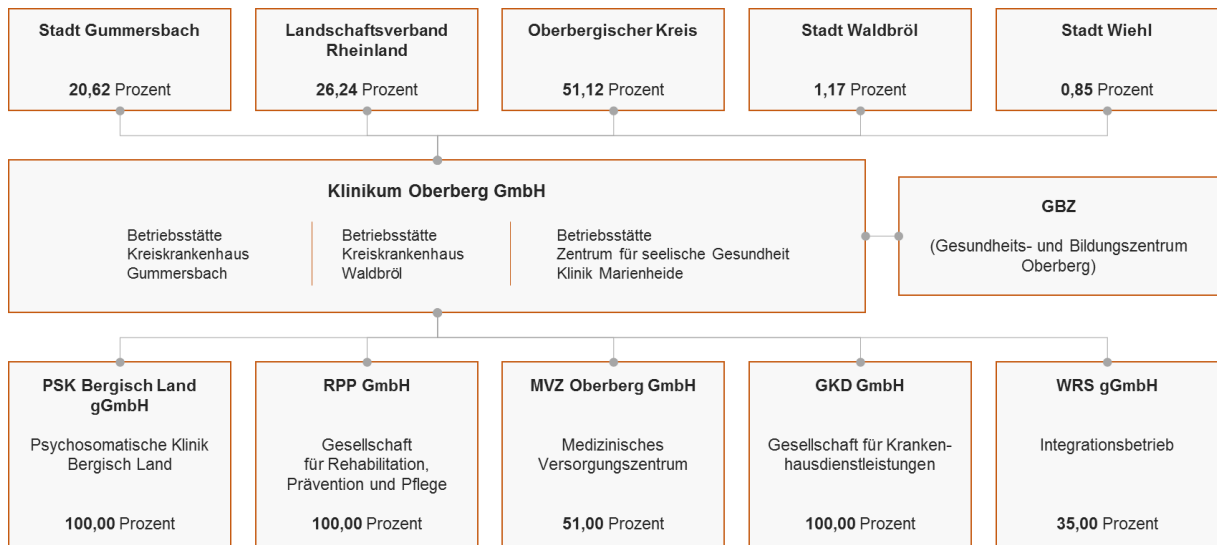 Stadt Gummersbach
20,62 Prozent
Landschaftsverband
Rheinland
26,24 Prozent
Oberbergischer Kreis
51,12 Prozent
Stadt Waldbröl
1,17 Prozent
Stadt Wiehl
0,85 Prozent
Klinikum Oberberg GmbH
Betriebsstätte
Kreiskrankenhaus
Gummersbach
Betriebsstätte
Kreiskrankenhaus
Waldbröl
Betriebsstätte
Zentrum für seelische Gesundheit
Klinik Marienheide
GBZ
(Gesundheits- und Bildungszentrum
Oberberg)
PSK Bergisch Land
gGmbH
Psychosomatische Klinik
Bergisch Land
100,00 Prozent
RPP GmbH
Gesellschaft
für Rehabilitation,
Prävention und Pflege
100,00 Prozent
MVZ Oberberg GmbH
Medizinisches
Versorgungszentrum
51,00 Prozent
GKD GmbH
Gesellschaft für Kranken-
hausdienstleistungen
100,00 Prozent
WRS gGmbH
Integrationsbetrieb
35,00 Prozent